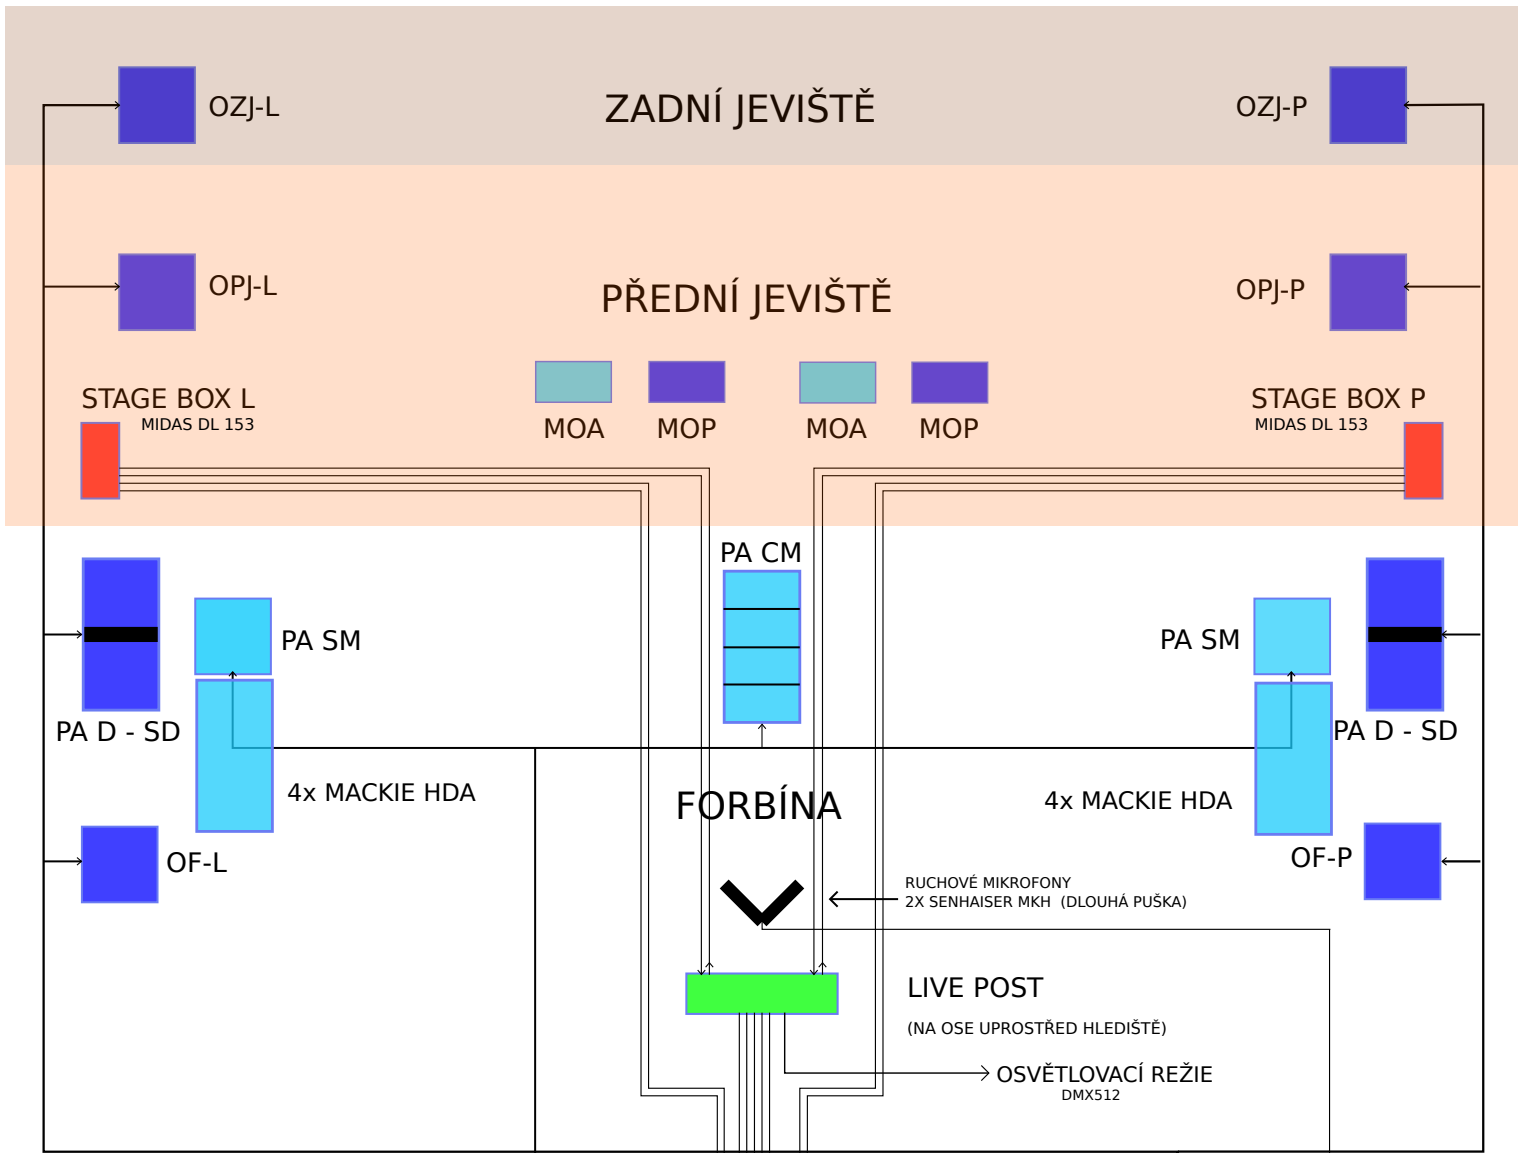 OZJ-L
ZADNÍ JEVIŠTĚ
OZJ-P
OPJ-L
PŘEDNÍ JEVIŠTĚ
OPJ-P
STAGE BOX L
MIDAS DL 153
MOA
MOP
MOA
MOP
STAGE BOX P
MIDAS DL 153
PA CM
PA SM
PA SM
PA D - SD
PA D - SD
4x MACKIE HDA
FORBÍNA
4x MACKIE HDA
OF-L
OF-P
RUCHOVÉ MIKROFONY
2X SENHAISER MKH (DLOUHÁ PUŠKA)
LIVE POST
(NA OSE UPROSTŘED HLEDIŠTĚ)
OSVĚTLOVACÍ REŽIE
DMX512